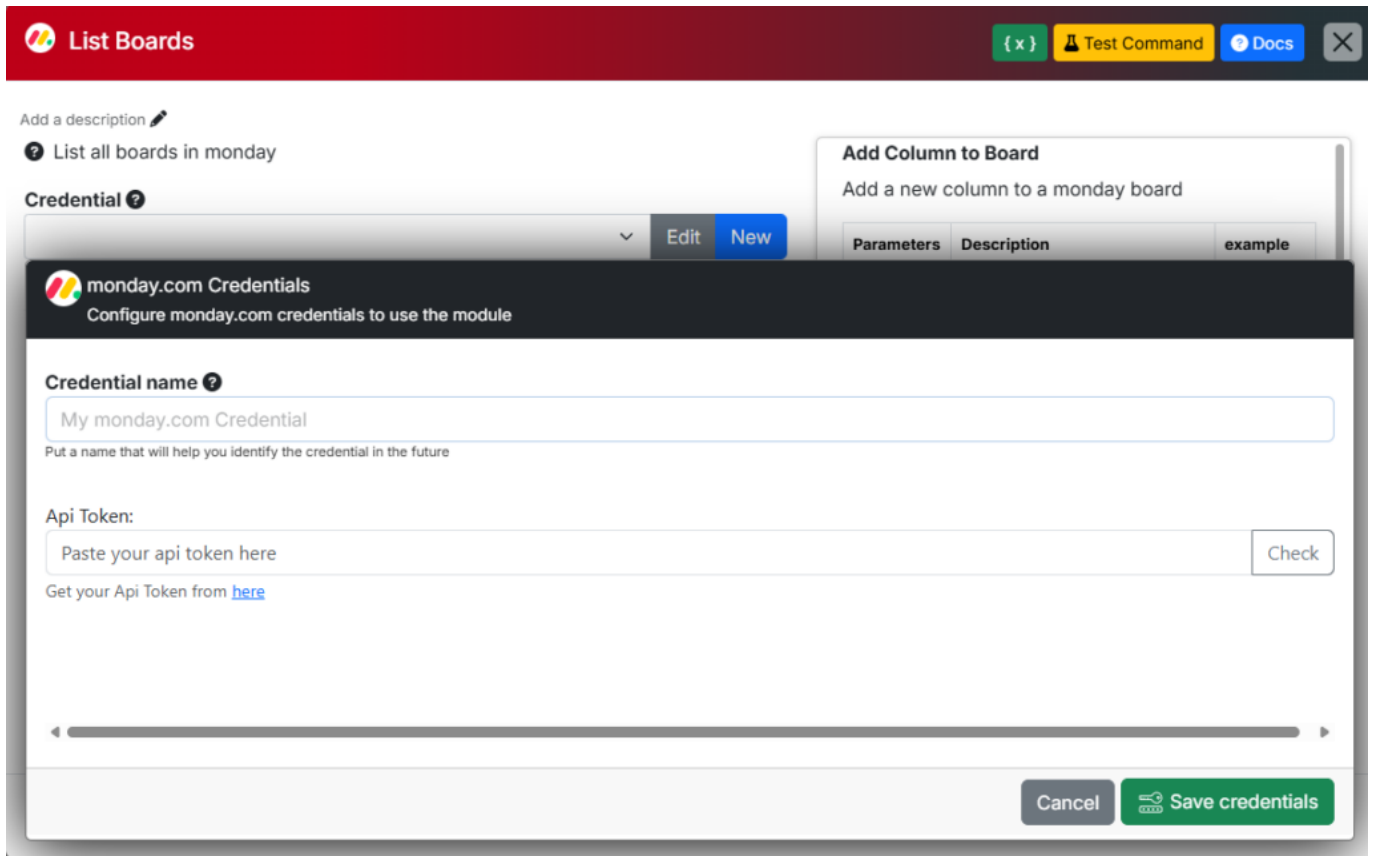 List Boards
{x}
Test Command
Docs
Add a description
List all boards in monday
Credential
Edit
New
Add Column to Board
Add a new column to a monday board
Parameters Description example
monday.com Credentials
Configure monday.com credentials to use the module
Credential name
My monday.com Credential
Put a name that will help you identify the credential in the future
Api Token:
Paste your api token here
Check
Get your Api Token from here
Cancel
Save credentials